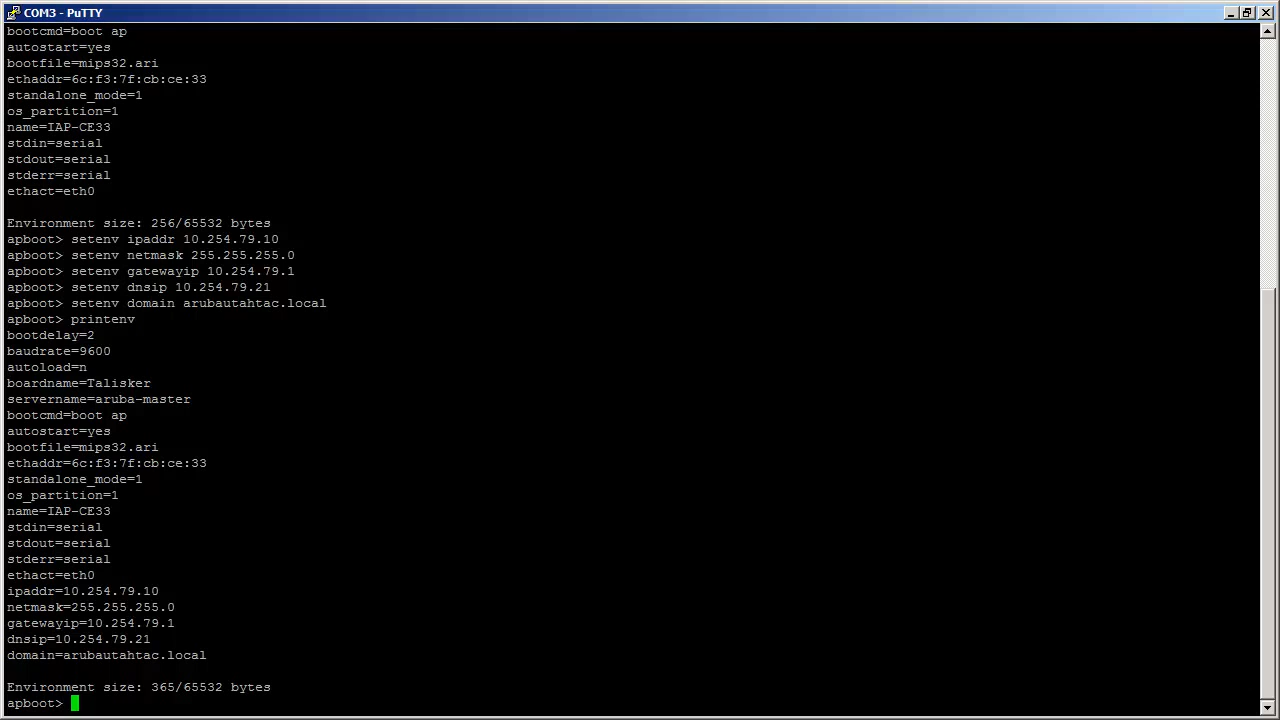 COM3 - PuTTY
bootcmd=boot ap
autostart=yes
bootfile=mips32.ari
ethaddr=6c:f3:7f:cb:ce:33
standalone_mode=1
os_partition=1
name=IAP-CE33
stdin=serial
stdout=serial
stderr=serial
ethact=eth0
Environment size: 256/65532 bytes
apboot> setenv ipaddr 10.254.79.10
apboot> setenv netmask 255.255.255.0
apboot> setenv gatewayip 10.254.79.1
apboot> setenv dnsip 10.254.79.21
apboot> setenv domain arubautahtac.local
apboot> printenv
bootdelay=2
baudrate=9600
autoload=n
boardname=Talisker
servername=aruba-master
bootcmd=boot ap
autostart=yes
bootfile=mips32.ari
ethaddr=6c:f3:7f:cb:ce:33
standalone_mode=1
os_partition=1
name=IAP-CE33
stdin=serial
stdout=serial
stderr=serial
ethact=eth0
ipaddr=10.254.79.10
netmask=255.255.255.0
gatewayip=10.254.79.1
dnsip=10.254.79.21
domain=arubautahtac.local
Environment size: 365/65532 bytes
apboot>